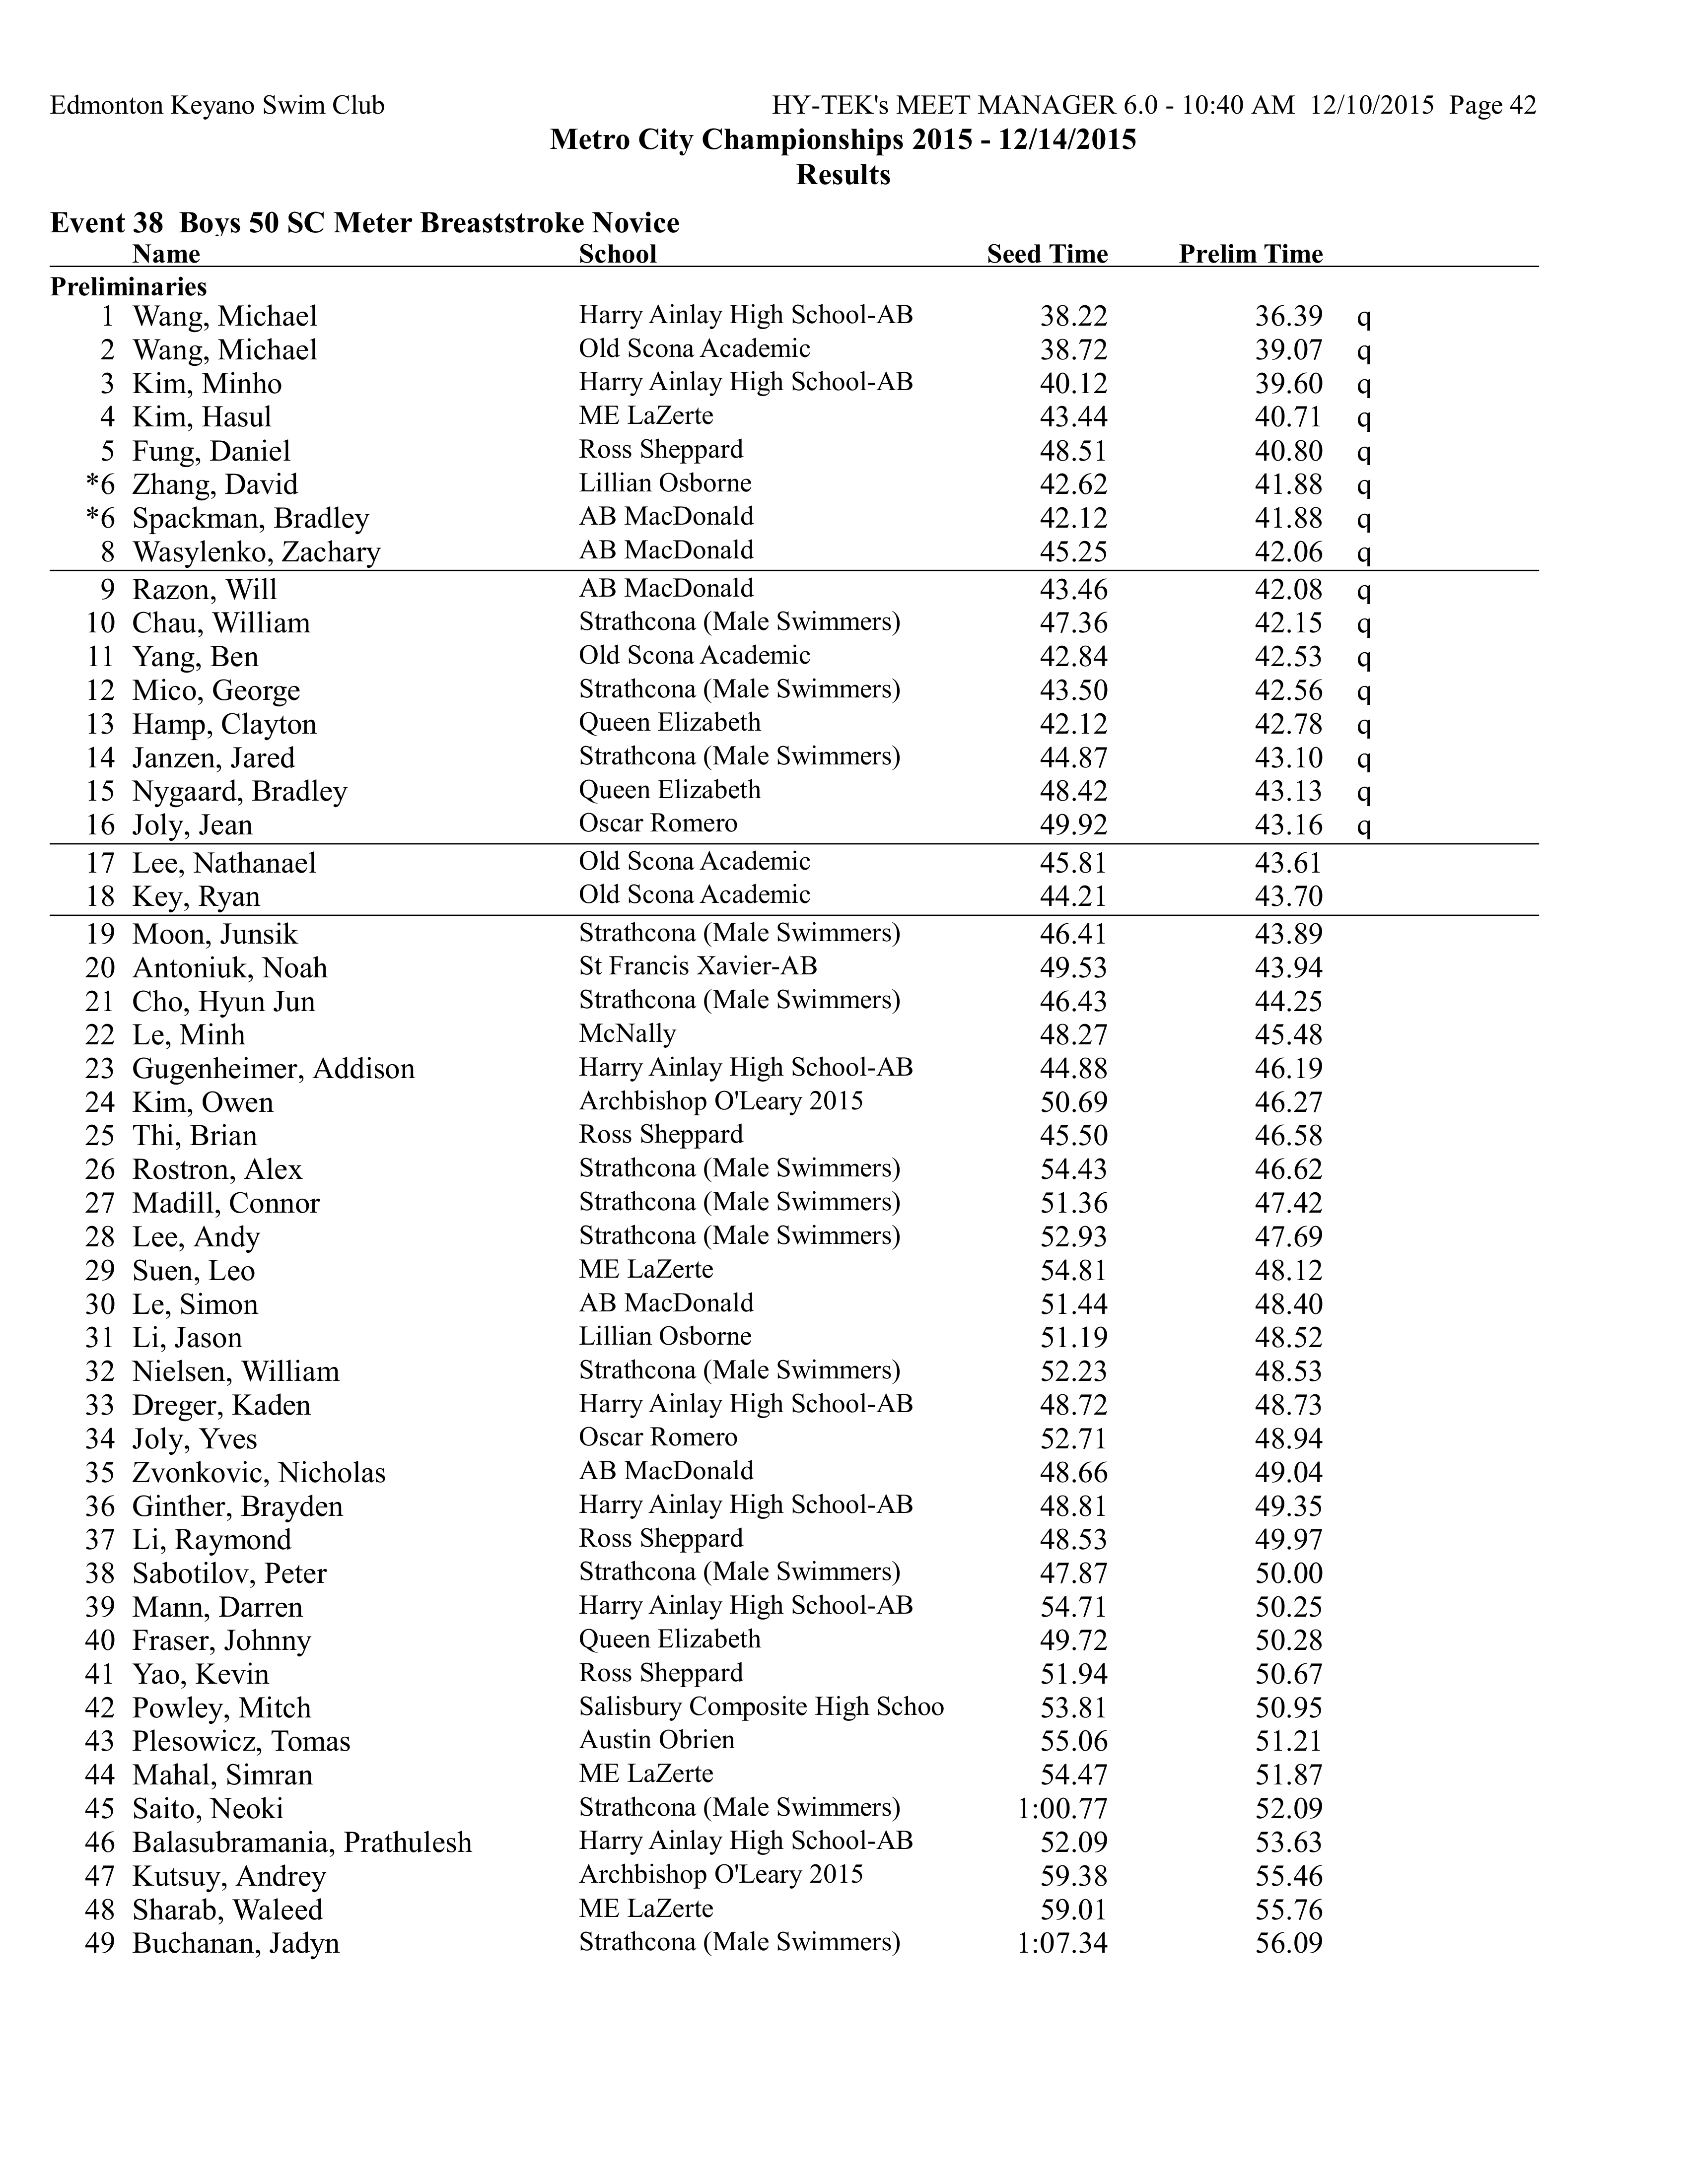 Edmonton Keyano Swim Club HY-TEK's MEET MANAGER 6.0 - 10:40 AM 12/10/2015 Page 42
Metro City Championships 2015 - 12/14/2015
Results
Event 38 Boys 50 SC Meter Breaststroke Novice
Name School Seed Time Prelim Time
Preliminaries
1 Wang, Michael Harry Ainlay High School-AB 38.22 36.39 q
2 Wang, Michael Old Scona Academic 38.72 39.07 q
3 Kim, Minho Harry Ainlay High School-AB 40.12 39.60 q
4 Kim, Hasul ME LaZerte 43.44 40.71 q
5 Fung, Daniel Ross Sheppard 48.51 40.80 q
*6 Zhang, David Lillian Osborne 42.62 41.88 q
*6 Spackman, Bradley AB MacDonald 42.12 41.88 q
8 Wasylenko, Zachary AB MacDonald 45.25 42.06 q
9 Razon, Will AB MacDonald 43.46 42.08 q
10 Chau, William Strathcona (Male Swimmers) 47.36 42.15 q
11 Yang, Ben Old Scona Academic 42.84 42.53 q
12 Mico, George Strathcona (Male Swimmers) 43.50 42.56 q
13 Hamp, Clayton Queen Elizabeth 42.12 42.78 q
14 Janzen, Jared Strathcona (Male Swimmers) 44.87 43.10 q
15 Nygaard, Bradley Queen Elizabeth 48.42 43.13 q
16 Joly, Jean Oscar Romero 49.92 43.16 q
17 Lee, Nathanael Old Scona Academic 45.81 43.61
18 Key, Ryan Old Scona Academic 44.21 43.70
19 Moon, Junsik Strathcona (Male Swimmers) 46.41 43.89
20 Antoniuk, Noah St Francis Xavier-AB 49.53 43.94
21 Cho, Hyun Jun Strathcona (Male Swimmers) 46.43 44.25
22 Le, Minh McNally 48.27 45.48
23 Gugenheimer, Addison Harry Ainlay High School-AB 44.88 46.19
24 Kim, Owen Archbishop O'Leary 2015 50.69 46.27
25 Thi, Brian Ross Sheppard 45.50 46.58
26 Rostron, Alex Strathcona (Male Swimmers) 54.43 46.62
27 Madill, Connor Strathcona (Male Swimmers) 51.36 47.42
28 Lee, Andy Strathcona (Male Swimmers) 52.93 47.69
29 Suen, Leo ME LaZerte 54.81 48.12
30 Le, Simon AB MacDonald 51.44 48.40
31 Li, Jason Lillian Osborne 51.19 48.52
32 Nielsen, William Strathcona (Male Swimmers) 52.23 48.53
33 Dreger, Kaden Harry Ainlay High School-AB 48.72 48.73
34 Joly, Yves Oscar Romero 52.71 48.94
35 Zvonkovic, Nicholas AB MacDonald 48.66 49.04
36 Ginther, Brayden Harry Ainlay High School-AB 48.81 49.35
37 Li, Raymond Ross Sheppard 48.53 49.97
38 Sabotilov, Peter Strathcona (Male Swimmers) 47.87 50.00
39 Mann, Darren Harry Ainlay High School-AB 54.71 50.25
40 Fraser, Johnny Queen Elizabeth 49.72 50.28
41 Yao, Kevin Ross Sheppard 51.94 50.67
42 Powley, Mitch Salisbury Composite High Schoo 53.81 50.95
43 Plesowicz, Tomas Austin Obrien 55.06 51.21
44 Mahal, Simran ME LaZerte 54.47 51.87
45 Saito, Neoki Strathcona (Male Swimmers) 1:00.77 52.09
46 Balasubramania, Prathulesh Harry Ainlay High School-AB 52.09 53.63
47 Kutsuy, Andrey Archbishop O'Leary 2015 59.38 55.46
48 Sharab, Waleed ME LaZerte 59.01 55.76
49 Buchanan, Jadyn Strathcona (Male Swimmers) 1:07.34 56.09